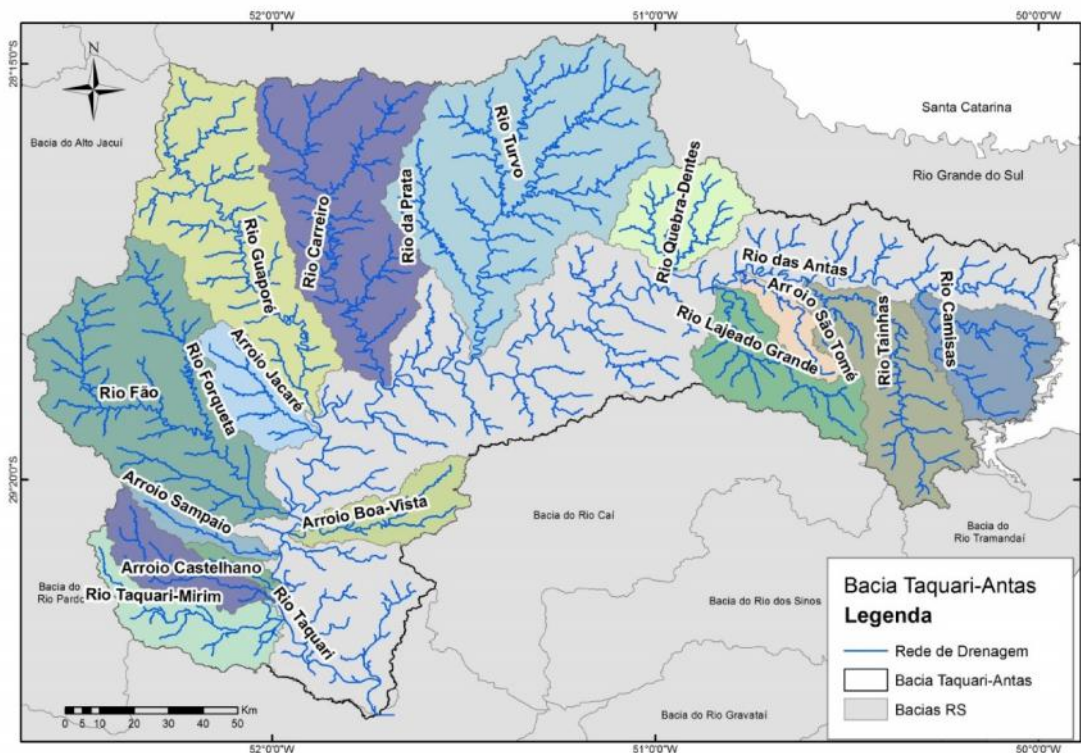 52°0'0"W
51°0'0"W
50°0'0"W
28°15'0"S
N
Santa Catarina
Bacia do Alto Jacuí
Rio Grande do Sul
Rio Turvo
Rio Quebra-Dentes
Rio da Prata
Rio Carreiro
Rio Guaporé
Rio das Antas
Arroio São Tomé
Rio Camisas
Rio Tainhas
Rio Lajeado Grande
Arroio Jacaré
Rio Forqueta
Rio Fão
29°20'0"S
Arroio Sampaio
Arroio Boa-Vista
Bacia do Rio Caí
Bacia do
Rio Tramandaí
Arroio Castelhano
Bacia do
Rio Pardo
Rio Taquari-Mirim
Rio Taquari
Bacia do Rio dos Sinos
Bacia do Rio Gravataí
Bacia Taquari-Antas
Legenda
Rede de Drenagem
Bacia Taquari-Antas
Bacias RS
Km
0 5 10 20 30 40 50
52°0'0"W
51°0'0"W
50°0'0"W